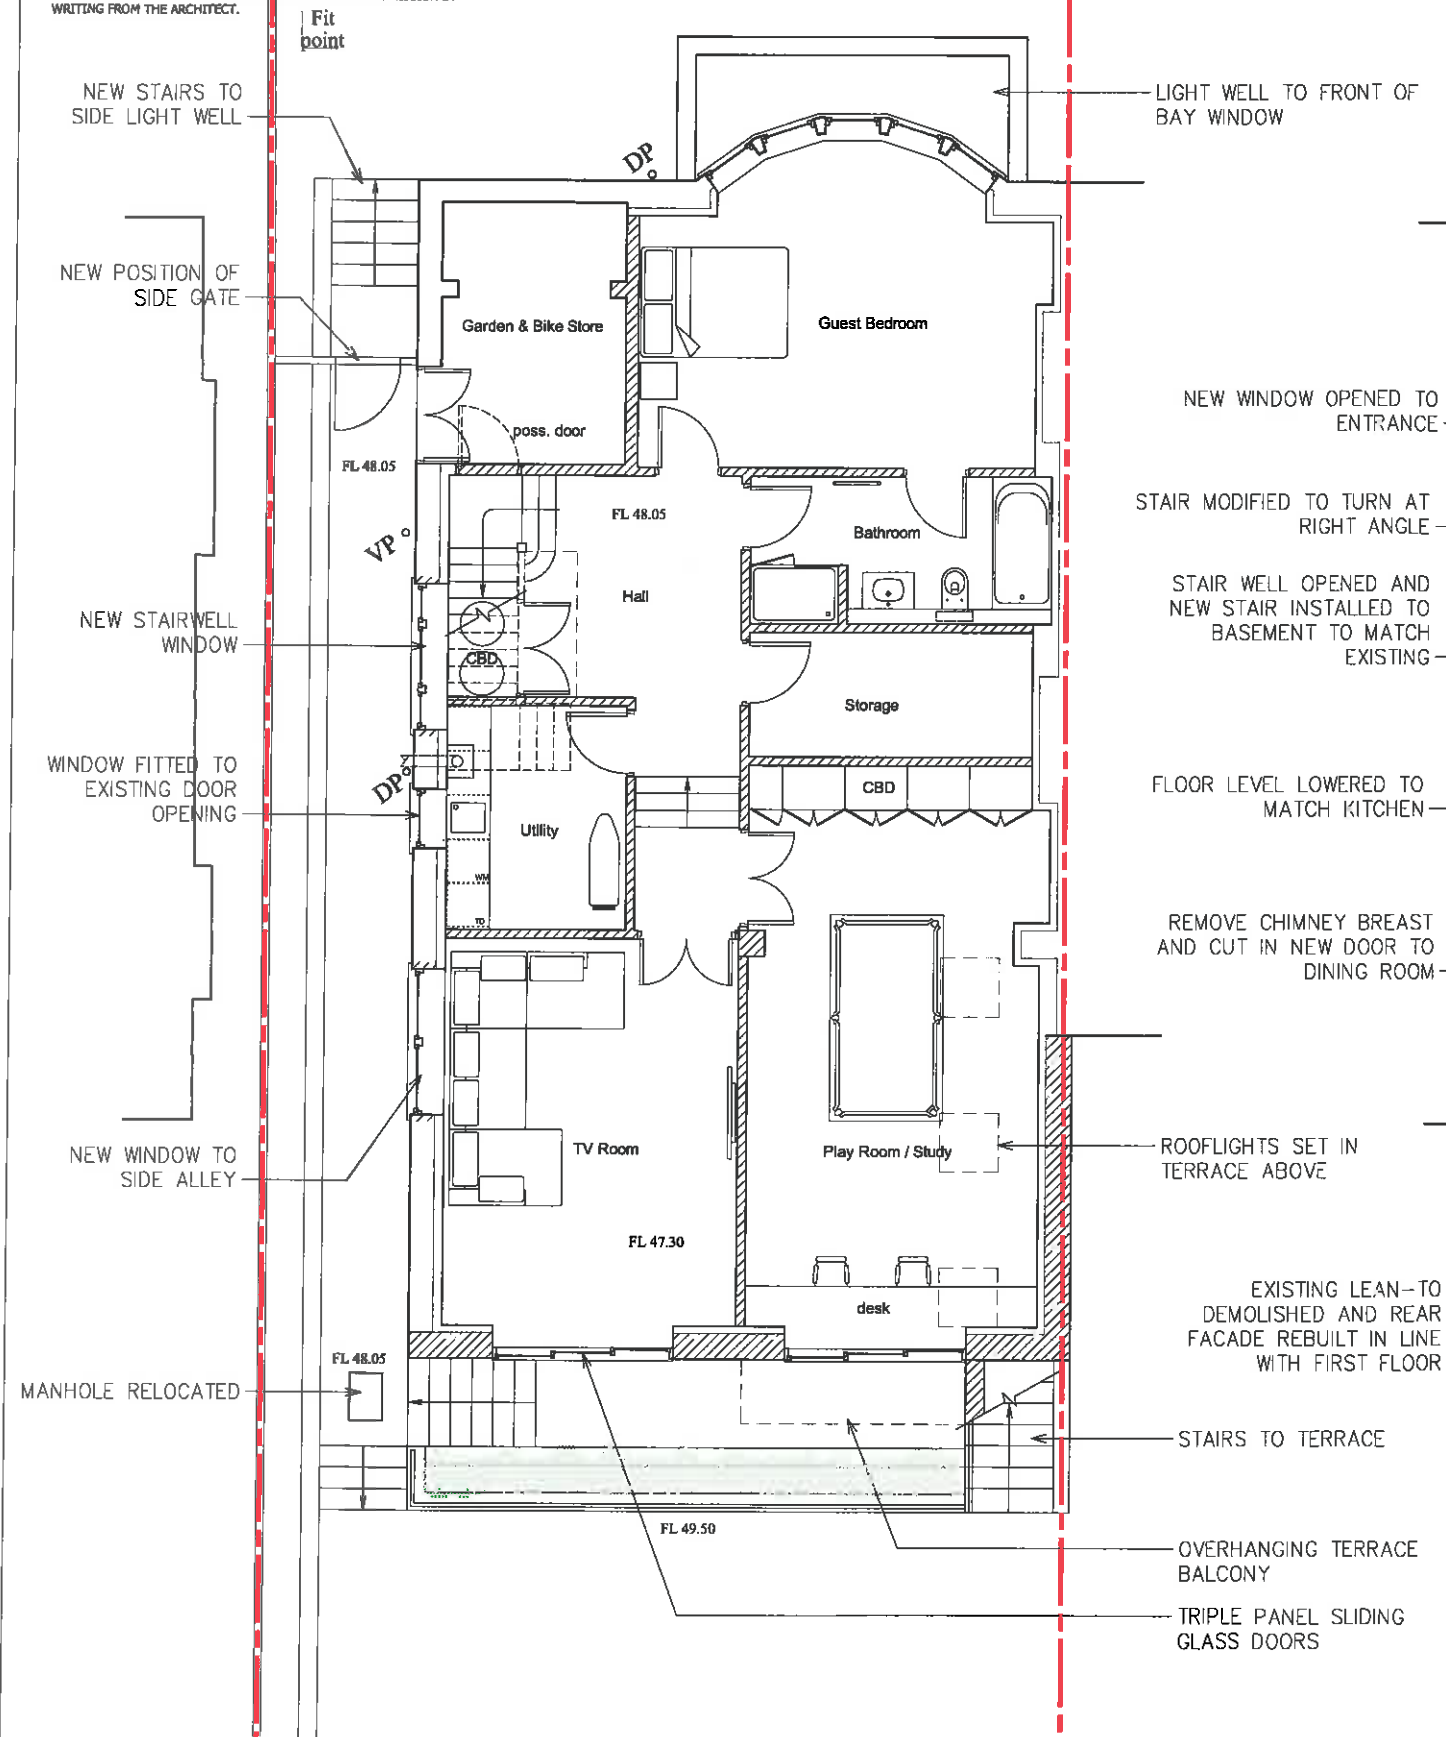 WRITING FROM THE ARCHITECT.
Fit
point
NEW STAIRS TO
SIDE LIGHT WELL
DP
LIGHT WELL TO FRONT OF
BAY WINDOW
NEW POSITION OF
SIDE GATE
Garden & Bike Store
Guest Bedroom
poss. door
FL 48.05
NEW WINDOW OPENED TO
ENTRANCE
FL 48.05
VP
Bathroom
STAIR MODIFIED TO TURN AT
RIGHT ANGLE
Hall
STAIR WELL OPENED AND
NEW STAIR INSTALLED TO
BASEMENT TO MATCH
EXISTING
NEW STAIRWELL
WINDOW
CBD
Storage
WINDOW FITTED TO
EXISTING DOOR
OPENING
DP
CBD
FLOOR LEVEL LOWERED TO
MATCH KITCHEN
Utility
WM
TD
REMOVE CHIMNEY BREAST
AND CUT IN NEW DOOR TO
DINING ROOM
NEW WINDOW TO
SIDE ALLEY
TV Room
Play Room / Study
ROOFLIGHTS SET IN
TERRACE ABOVE
FL 47.30
desk
EXISTING LEAN-TO
DEMOLISHED AND REAR
FACADE REBUILT IN LINE
WITH FIRST FLOOR
FL 48.05
MANHOLE RELOCATED
STAIRS TO TERRACE
FL 49.50
OVERHANGING TERRACE
BALCONY
TRIPLE PANEL SLIDING
GLASS DOORS